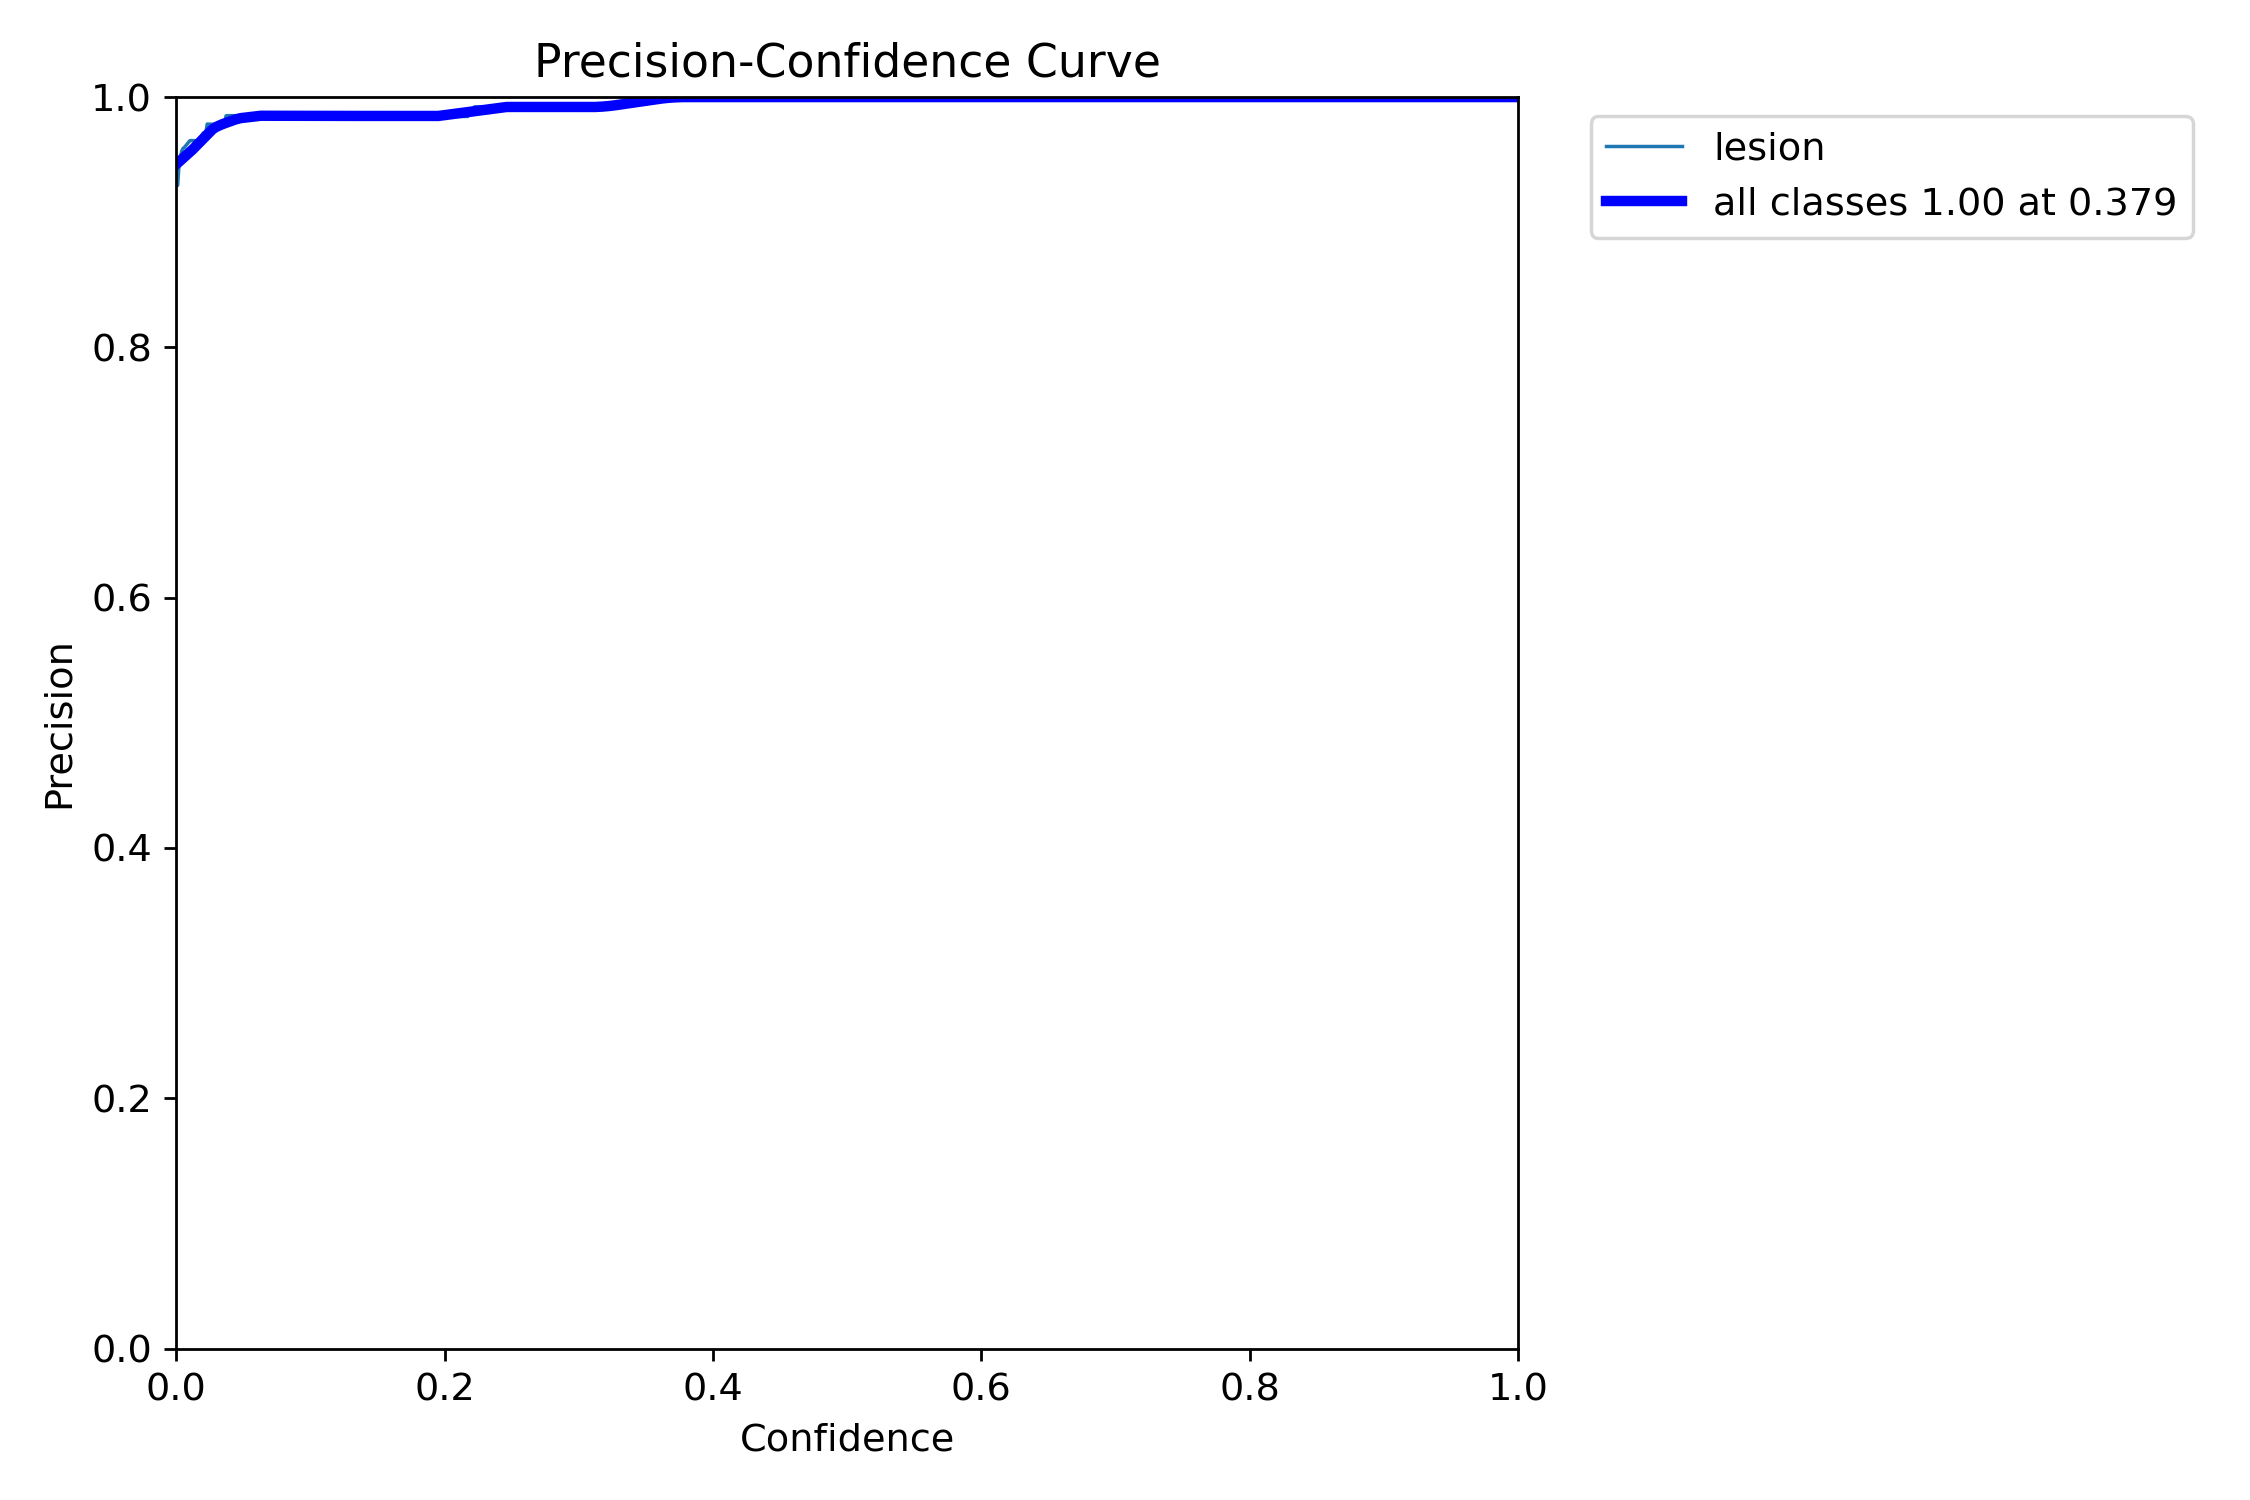 Precision-Confidence Curve
1.0
0.8
0.6
0.4
0.2
0.0
Precision
0.0 0.2 0.4 0.6 0.8 1.0
Confidence
lesion
all classes 1.00 at 0.379